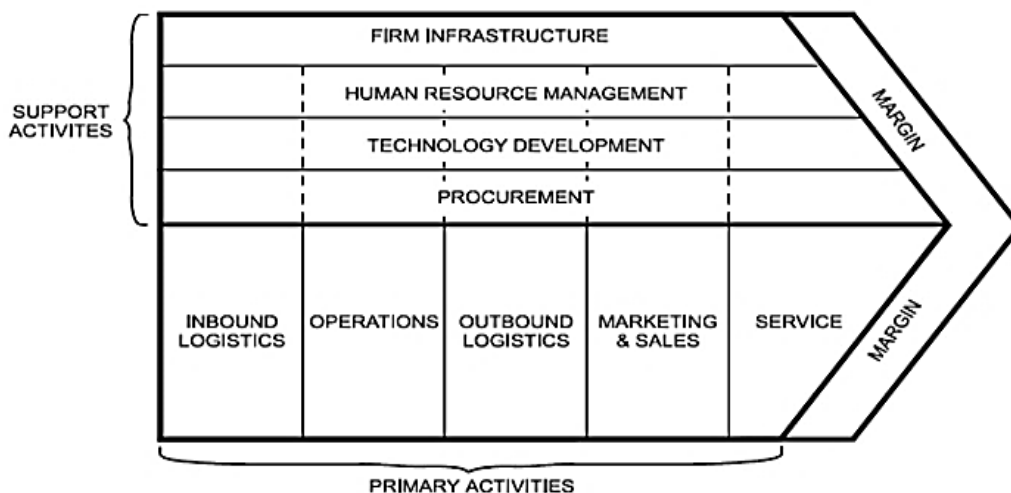 FIRM INFRASTRUCTURE
HUMAN RESOURCE MANAGEMENT
SUPPORT
ACTIVITES
TECHNOLOGY DEVELOPMENT
PROCUREMENT
MARGIN
INBOUND
LOGISTICS
OPERATIONS
OUTBOUND
LOGISTICS
MARKETING
& SALES
SERVICE
MARGIN
PRIMARY ACTIVITIES